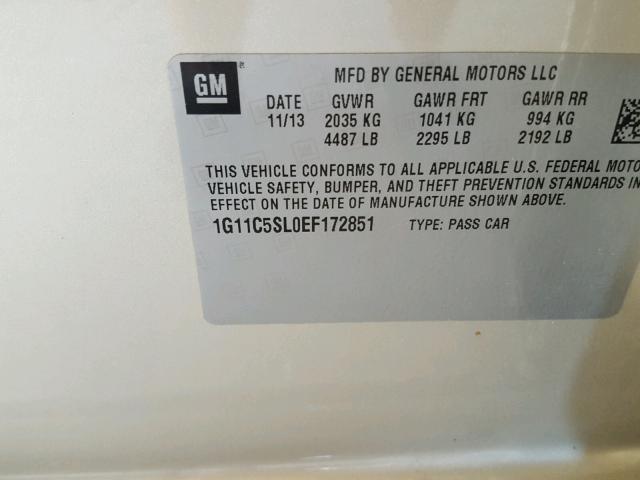 GM
MFD BY GENERAL MOTORS LLC
DATE GVWR GAWR FRT GAWR RR
11/13 2035 KG 1041 KG 994 KG
4487 LB 2295 LB 2192 LB
THIS VEHICLE CONFORMS TO ALL APPLICABLE U.S. FEDERAL MOTO
VEHICLE SAFETY, BUMPER, AND THEFT PREVENTION STANDARDS IN
EFFECT ON THE DATE OF MANUFACTURE SHOWN ABOVE.
1G11C5SL0EF172851 TYPE: PASS CAR